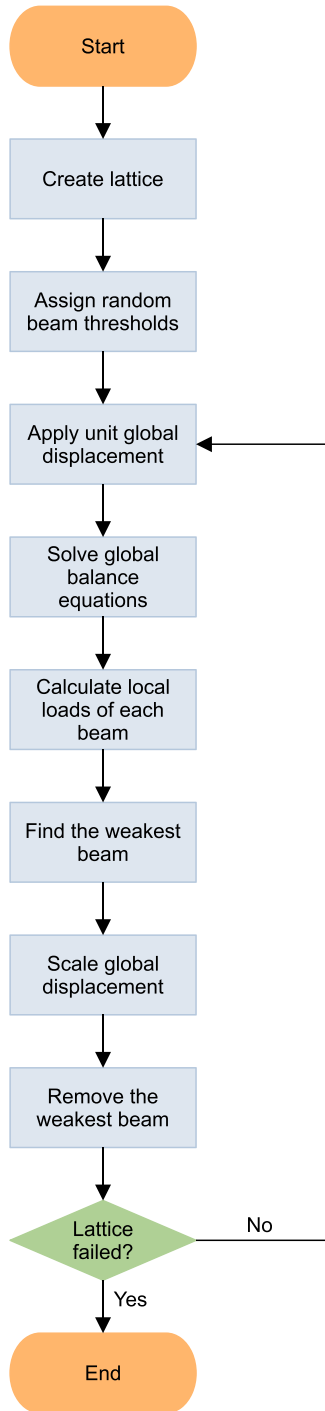 Start
Create lattice
Assign random
beam thresholds
Apply unit global
displacement
Solve global
balance
equations
Calculate local
loads of each
beam
Find the weakest
beam
Scale global
displacement
Remove the
weakest beam
Lattice
failed?
No
Yes
End